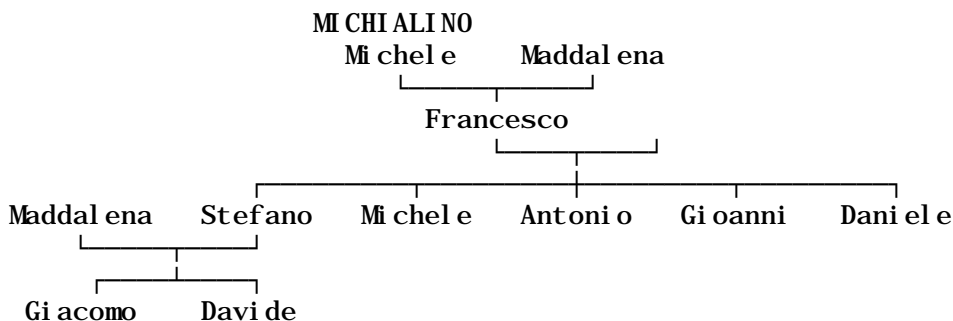 MICHIALINO
Michele Maddalena
Francesco
Maddalena Stefano Michele Antonio Gioanni Daniele
Giacomo Davide